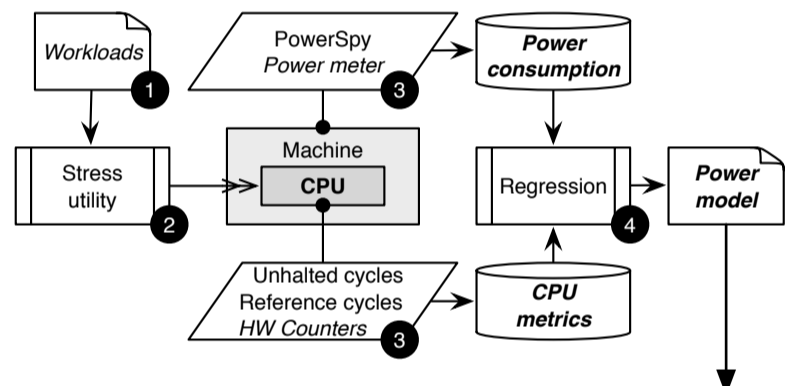 Workloads
1
PowerSpy
Power meter
3
Power
consumption
Stress
utility
2
Machine
CPU
Regression
4
Power
model
Unhalted cycles
Reference cycles
HW Counters
3
CPU
metrics